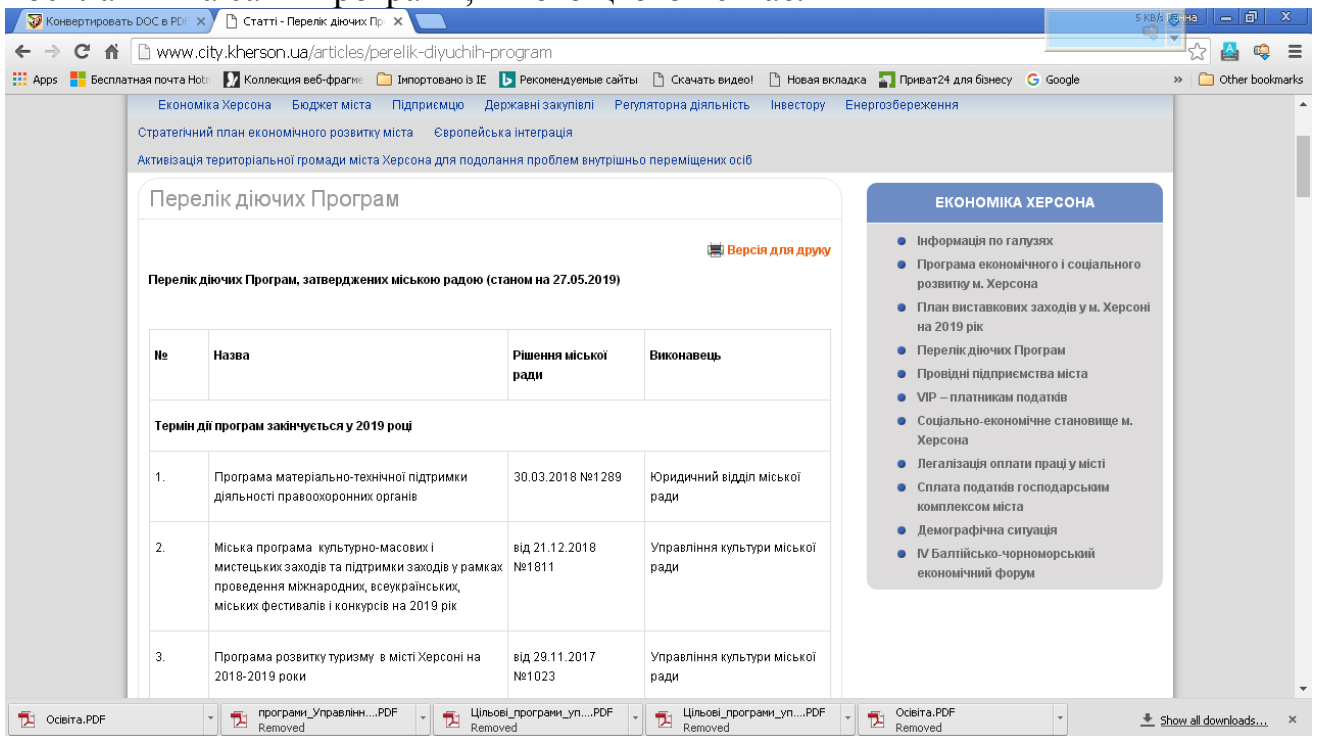 Конвертировать DOC в PDF
Статті - Перелік діючих Пр
5 KB/s
www.city.kherson.ua/articles/perelik-diyuchih-program
Apps
Бесплатная почта Hotm
Коллекция веб-фрагме
Імпортовано із IE
Рекомендуемые сайты
Скачать видео!
Новая вкладка
Приват24 для бізнесу
Google
»
Other bookmarks
Економіка Херсона Бюджет міста Підприємцю Державні закупівлі Регуляторна діяльність Інвестору Енергозбереження
Стратегічний план економічного розвитку міста Європейська інтеграція
Активізація територіальної громади міста Херсона для подолання проблем внутрішньо переміщених осіб
Перелік діючих Програм
Версія для друку
Перелік діючих Програм, затверджених міською радою (станом на 27.05.2019)
№
Назва
Рішення міської
ради
Виконавець
Термін дії програм закінчується у 2019 році
1.
Програма матеріально-технічної підтримки
діяльності правоохоронних органів
30.03.2018 №1289
Юридичний відділ міської
ради
2.
Міська програма культурно-масових і
мистецьких заходів та підтримки заходів у рамках
проведення міжнародних, всеукраїнських,
міських фестивалів і конкурсів на 2019 рік
від 21.12.2018
№1811
Управління культури міської
ради
3.
Програма розвитку туризму в місті Херсоні на
2018-2019 роки
від 29.11.2017
№1023
Управління культури міської
ради
ЕКОНОМІКА ХЕРСОНА
Інформація по галузях
Програма економічного і соціального
розвитку м. Херсона
План виставкових заходів у м. Херсоні
на 2019 рік
Перелік діючих Програм
Провідні підприємства міста
VIP – платникам податків
Соціально-економічне становище м.
Херсона
Легалізація оплати праці у місті
Сплата податків господарським
комплексом міста
Демографічна ситуація
IV Балтійсько-чорноморський
економічний форум
Освіта.PDF
програми_Управлінн....PDF
Removed
Цільові_програми_уп....PDF
Removed
Цільові_програми_уп....PDF
Removed
Освіта.PDF
Removed
Show all downloads...